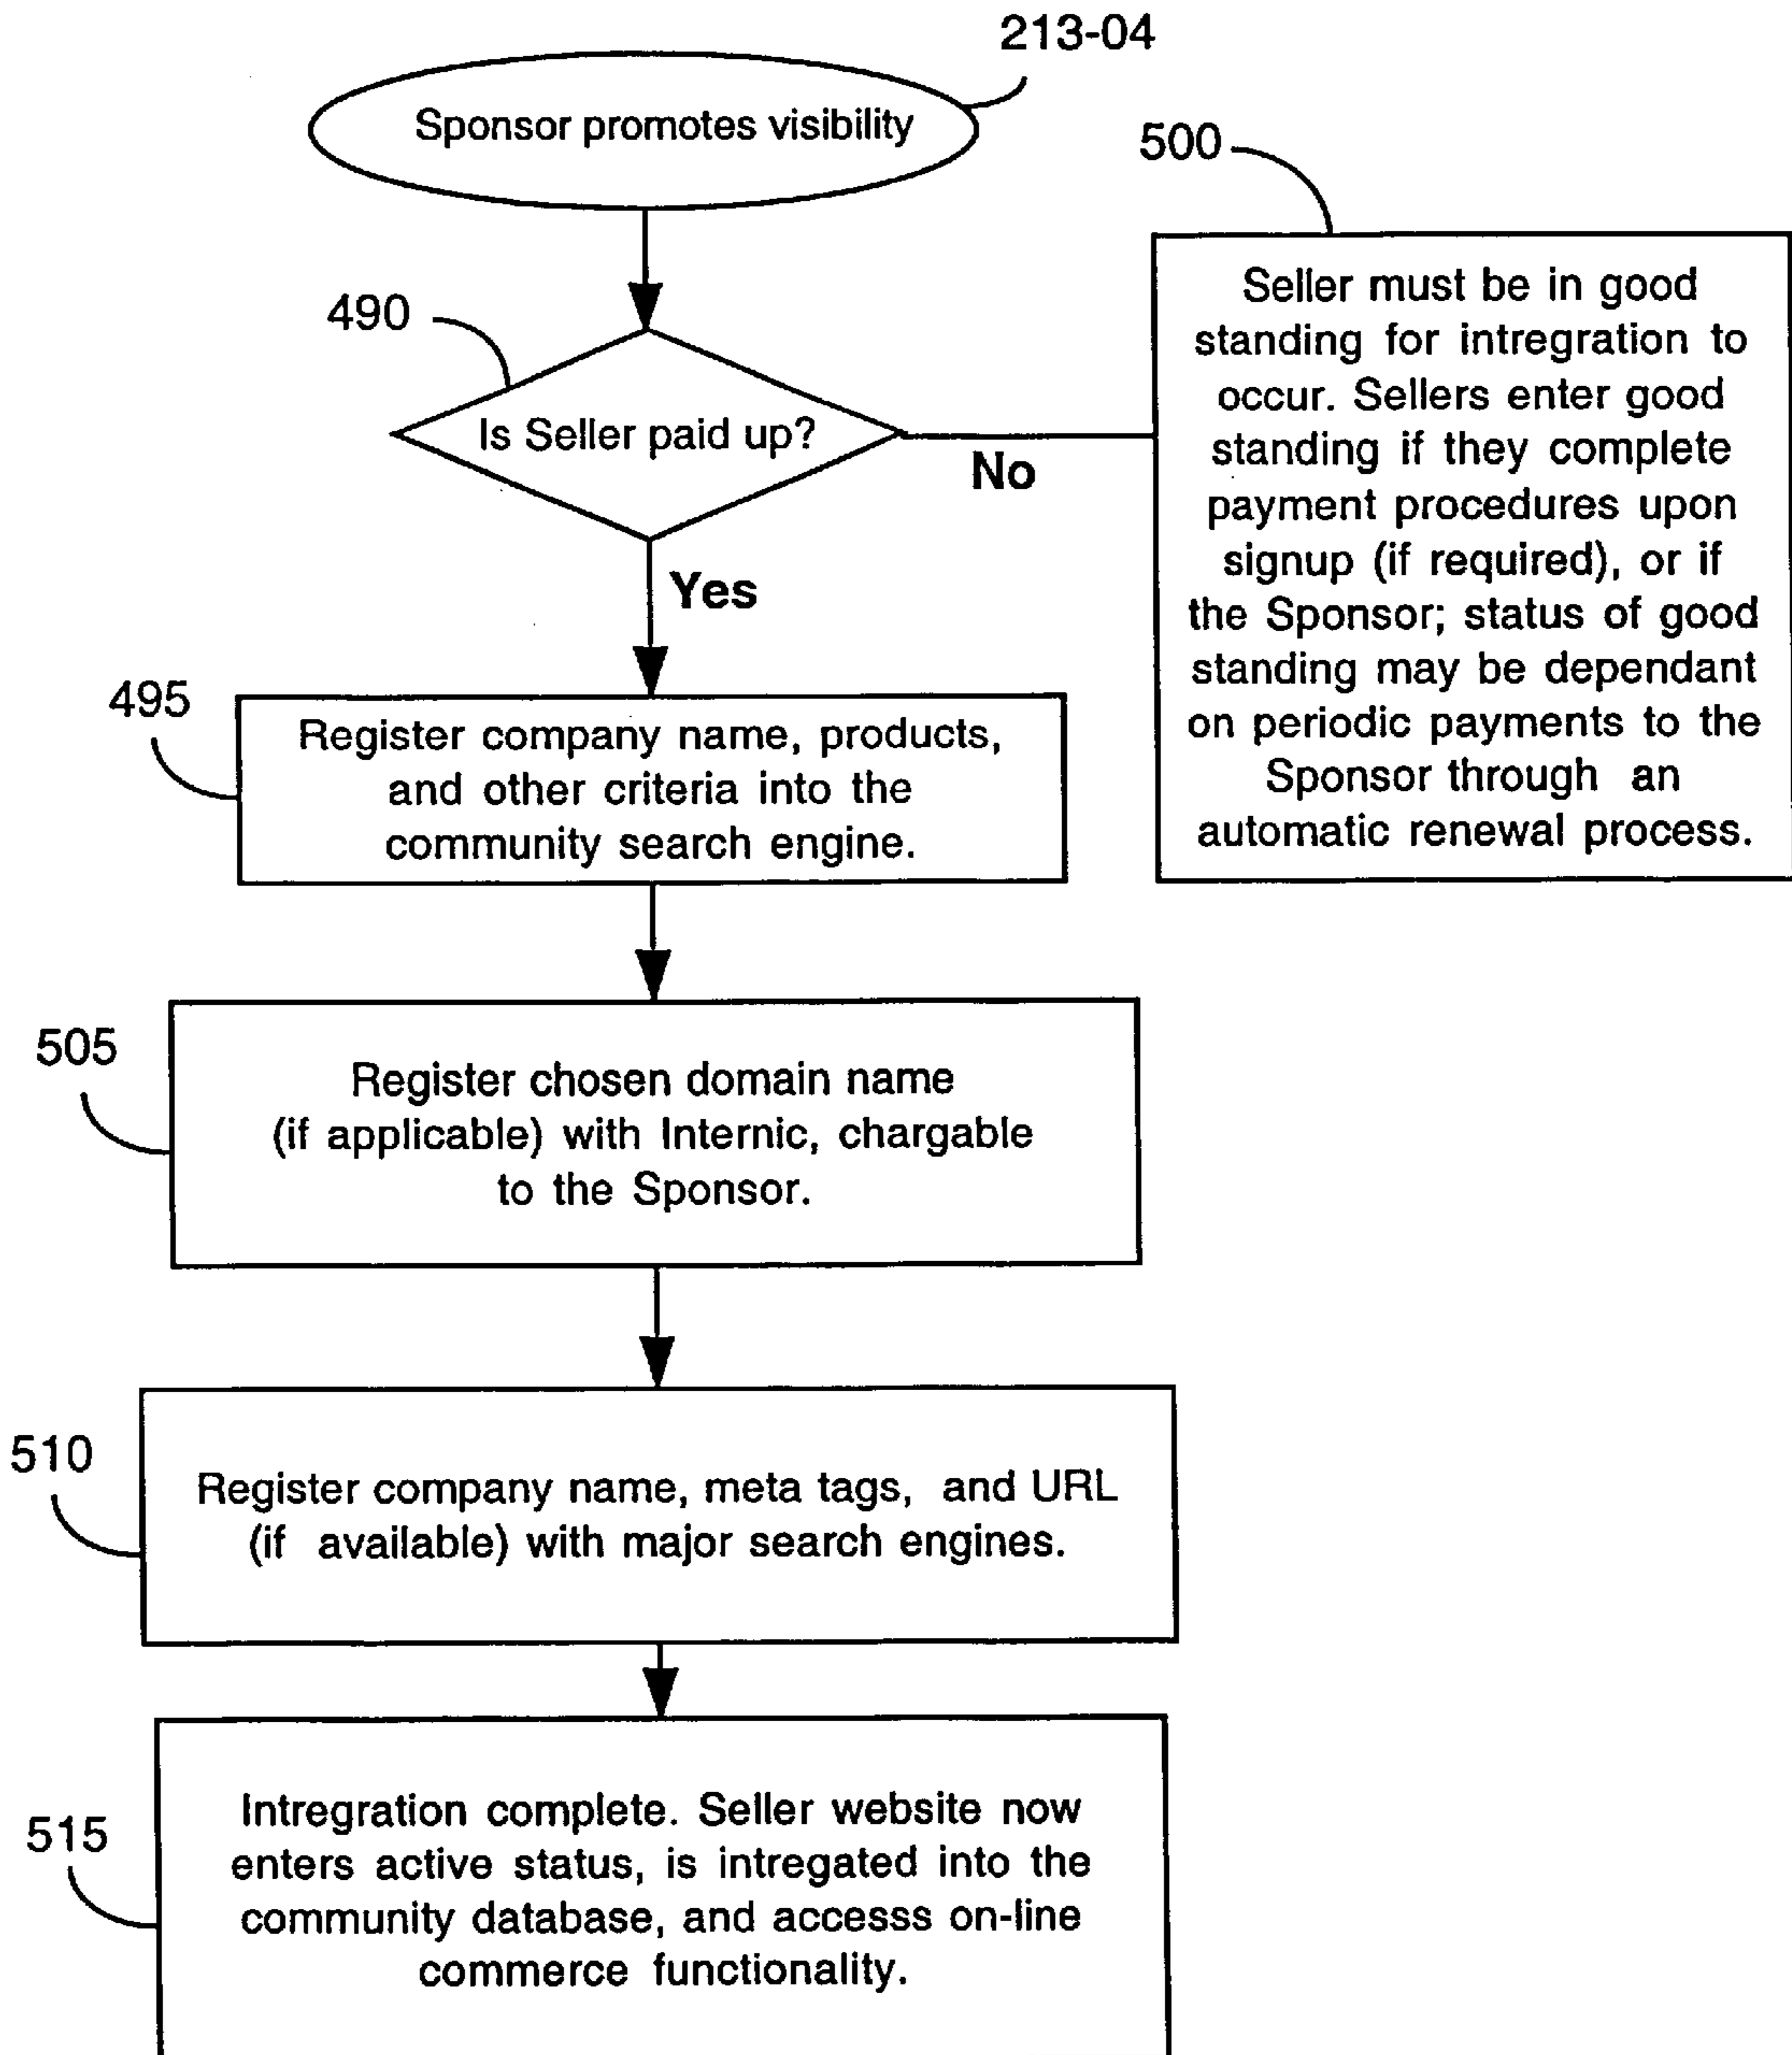 213-04
Sponsor promotes visibility
490
Is Seller paid up?
No
Yes
500
Seller must be in good
standing for intregration to
occur. Sellers enter good
standing if they complete
payment procedures upon
signup (if required), or if
the Sponsor; status of good
standing may be dependant
on periodic payments to the
Sponsor through an
automatic renewal process.
495
Register company name, products,
and other criteria into the
community search engine.
505
Register chosen domain name
(if applicable) with Internic, chargable
to the Sponsor.
510
Register company name, meta tags, and URL
(if available) with major search engines.
515
Intregration complete. Seller website now
enters active status, is intregated into the
community database, and accesss on-line
commerce functionality.